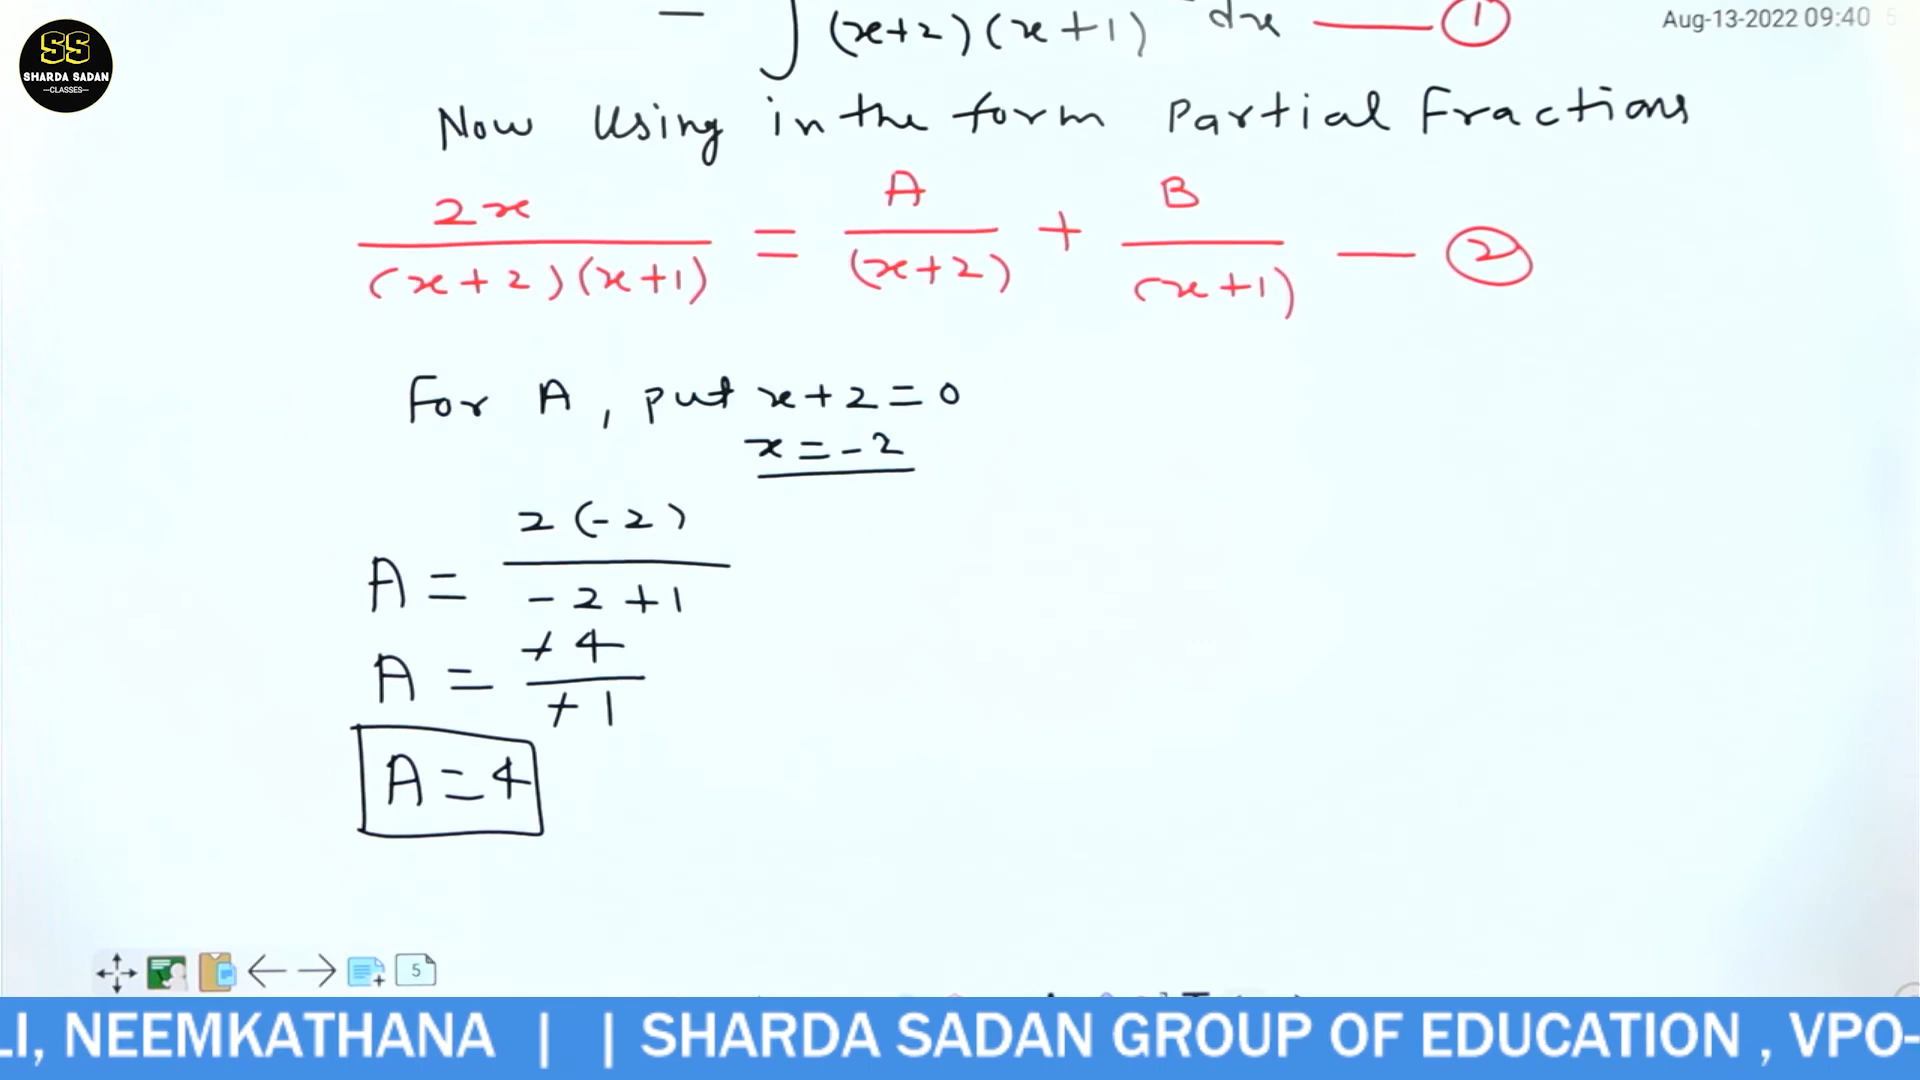 SS
SHARDA SADAN
—CLASSES—
Aug-13-2022 09:40 5
= ∫ (x+2)(x+1) dx —— ①
Now Using in the form Partial Fractions
2x / (x+2)(x+1) = A / (x+2) + B / (x+1) — ②
For A, put x+2=0
x=-2
A = 2(-2) / -2+1
A = +4 / +1
A=4
5
LI, NEEMKATHANA | | SHARDA SADAN GROUP OF EDUCATION , VPO-